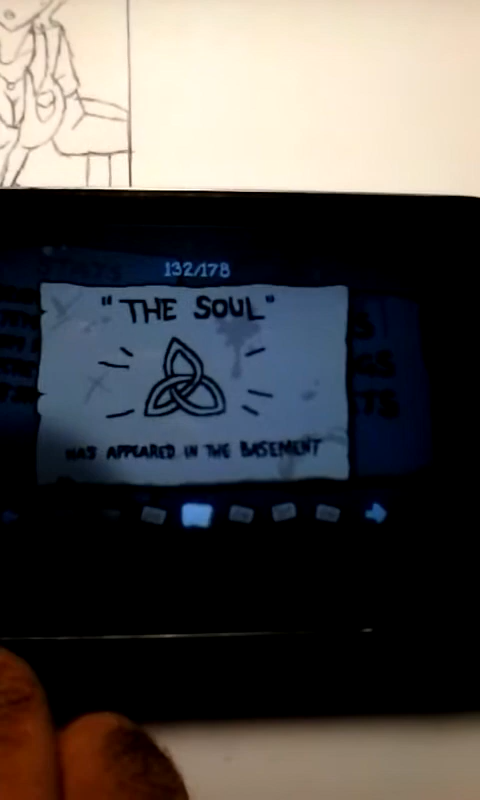 132/178
"THE SOUL"
HAS APPEARED IN THE BASEMENT